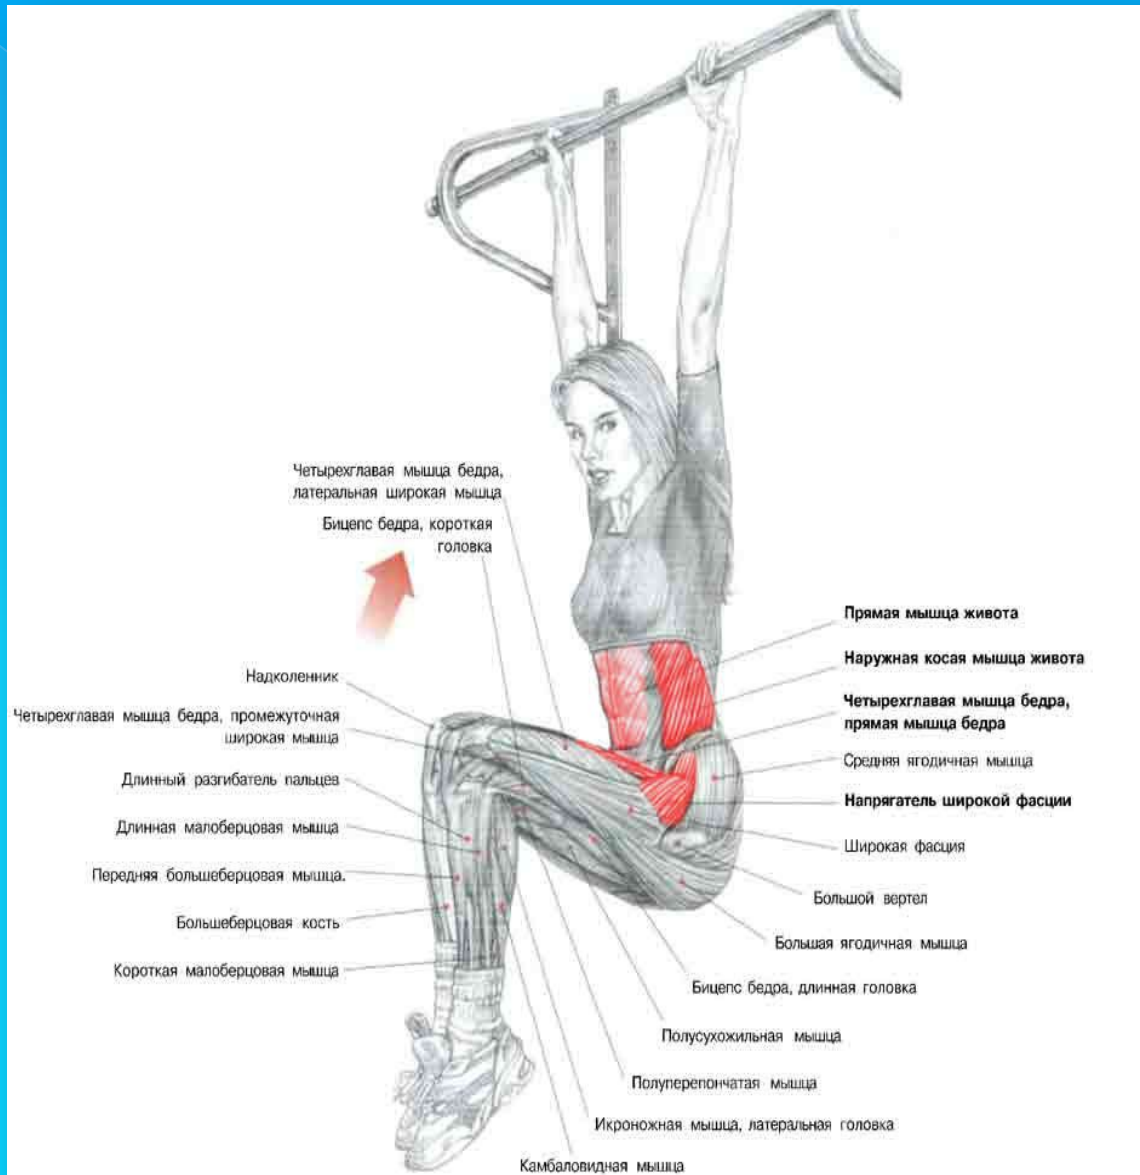 Четырехглавая мышца бедра,
латеральная широкая мышца
Бицепс бедра, короткая
головка
Надколенник
Четырехглавая мышца бедра, промежуточная
широкая мышца
Длинный разгибатель пальцев
Длинная малоберцовая мышца
Передняя большеберцовая мышца.
Большеберцовая кость
Короткая малоберцовая мышца
Прямая мышца живота
Наружная косая мышца живота
Четырехглавая мышца бедра,
прямая мышца бедра
Средняя ягодичная мышца
Напрягатель широкой фасции
Широкая фасция
Большой вертел
Большая ягодичная мышца
Бицепс бедра, длинная головка
Полусухожильная мышца
Полуперепончатая мышца
Икроножная мышца, латеральная головка
Камбаловидная мышца